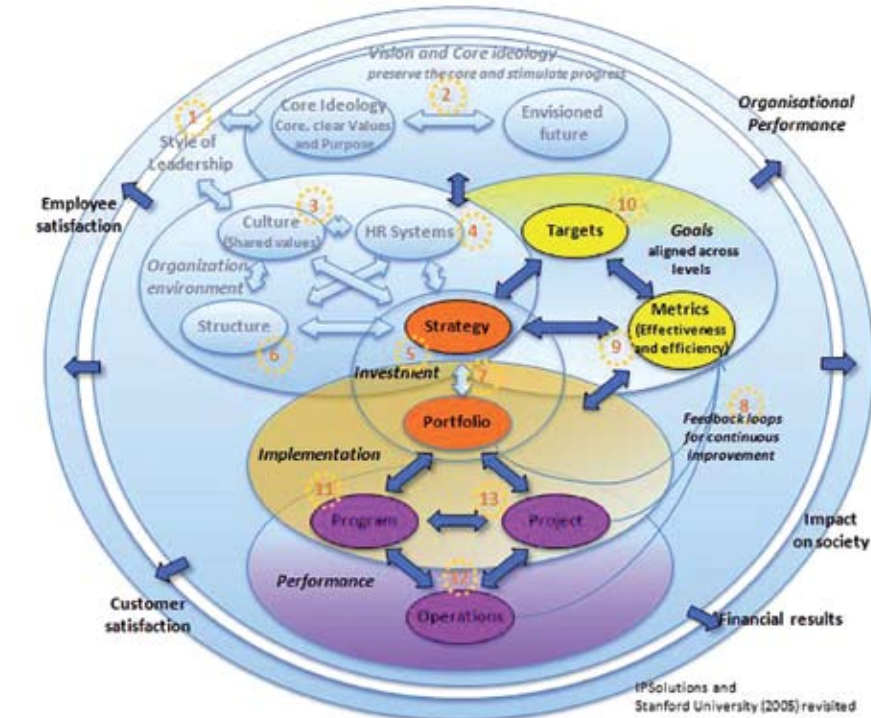 Vision and Core ideology
preserve the core and stimulate progress
2
Core Ideology
Core, clear Values
and Purpose
Envisioned
future
1
Style of
Leadership
Organisational
Performance
Employee
satisfaction
Culture
(Shared values)
3
HR Systems
4
Organization
environment
Structure
6
10
Targets
Goals
aligned across
levels
Metrics
(Effectiveness
and efficiency)
9
Strategy
5
Investment
7
Portfolio
8
Feedback loops
for continuous
improvement
Implementation
11
Program
13
Project
Impact
on society
Performance
12
Operations
Customer
satisfaction
Financial results
IPSolutions and
Stanford University (2005) revisited